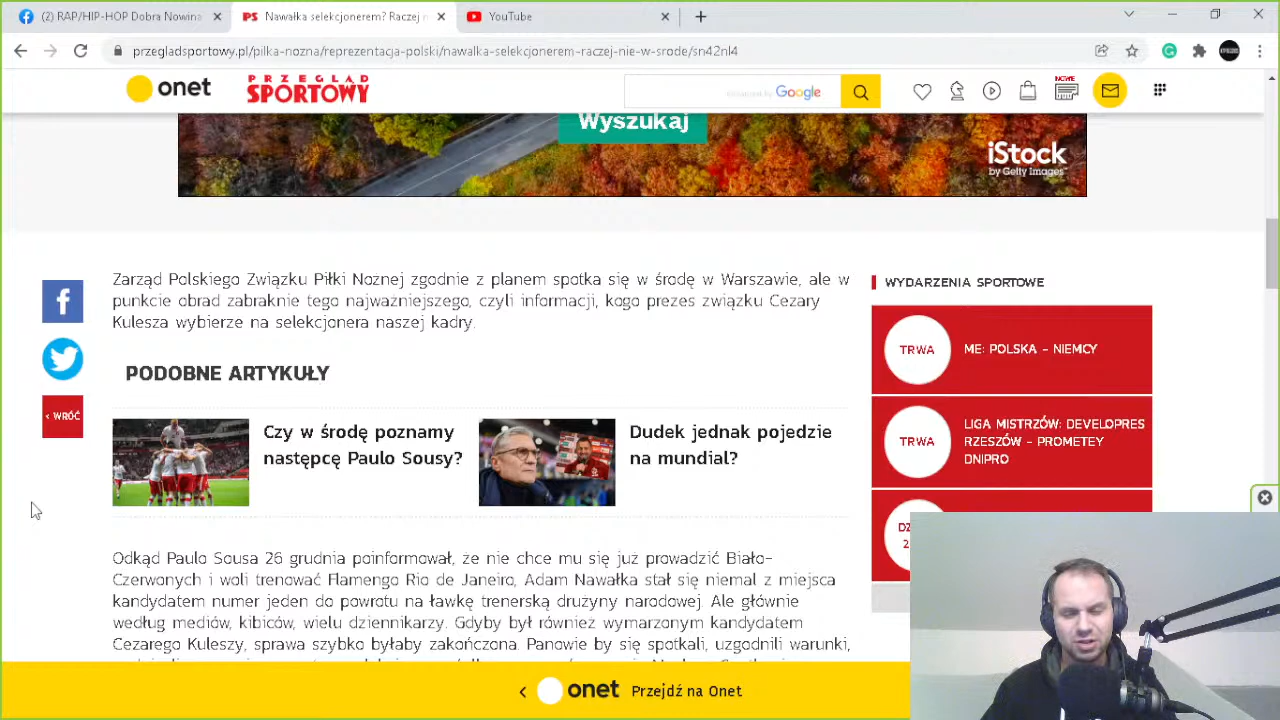 (2) RAP/HIP-HOP Dobra Nowina
Nawałka selekcjonerem? Raczej n
YouTube
przegladsportowy.pl/pilka-nozna/reprezentacja-polski/nawalka-selekcjonerem-raczej-nie-w-srode/sn42nl4
onet
PRZEGLĄD
SPORTOWY
Google
NOWE
Wyszukaj
iStock
by Getty Images
Zarząd Polskiego Związku Piłki Nożnej zgodnie z planem spotka się w środę w Warszawie, ale w
punkcie obrad zabraknie tego najważniejszego, czyli informacji, kogo prezes związku Cezary
Kulesza wybierze na selekcjonera naszej kadry.
WYDARZENIA SPORTOWE
TRWA
ME: POLSKA - NIEMCY
PODOBNE ARTYKUŁY
< WRÓĆ
Czy w środę poznamy
następcę Paulo Sousy?
Dudek jednak pojedzie
na mundial?
TRWA
LIGA MISTRZÓW: DEVELOPRES
RZESZÓW - PROMETEY
DNIPRO
Odkąd Paulo Sousa 26 grudnia poinformował, że nie chce mu się już prowadzić Biało-
Czerwonych i woli trenować Flamengo Rio de Janeiro, Adam Nawałka stał się niemal z miejsca
kandydatem numer jeden do powrotu na ławkę trenerską drużyny narodowej. Ale głównie
według mediów, kibiców, wielu dziennikarzy. Gdyby był również wymarzonym kandydatem
Cezarego Kuleszy, sprawa szybko byłaby zakończona. Panowie by się spotkali, uzgodnili warunki,
onet Przejdź na Onet